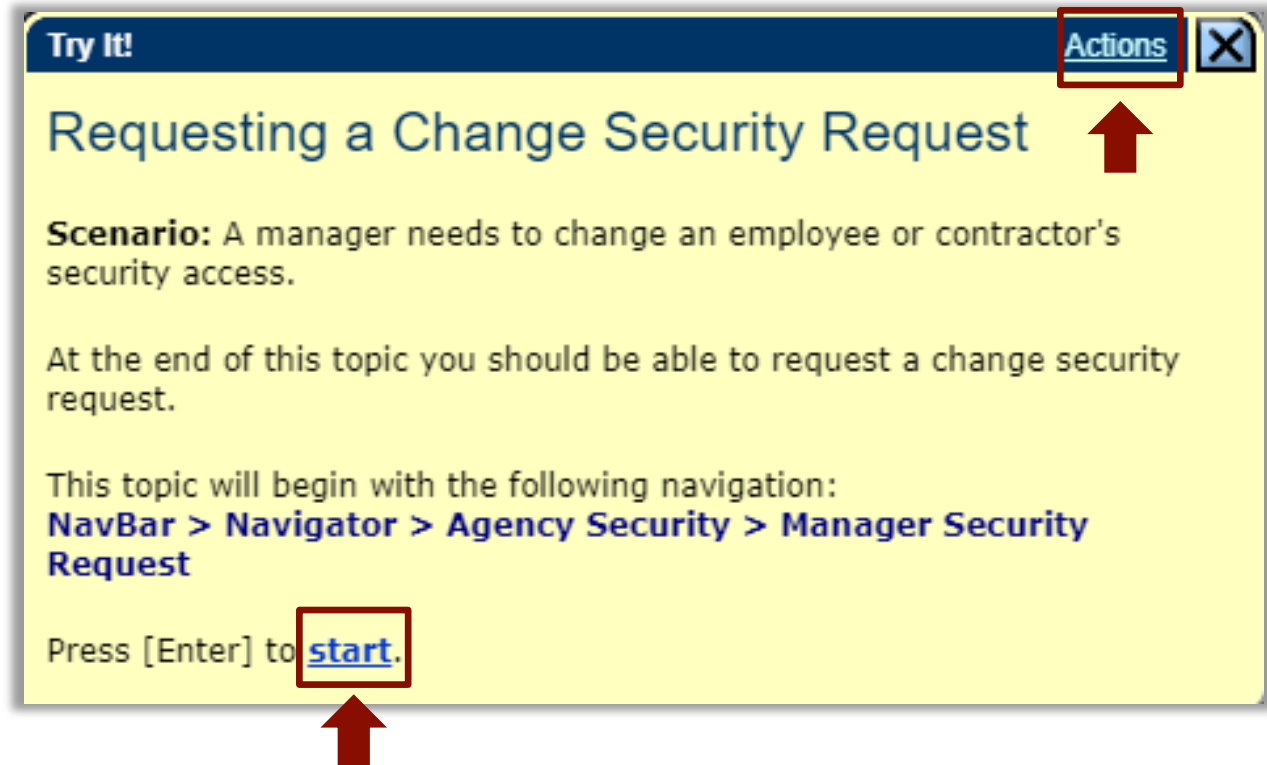 Try It!
Actions
Requesting a Change Security Request
Scenario: A manager needs to change an employee or contractor's
security access.
At the end of this topic you should be able to request a change security
request.
This topic will begin with the following navigation:
NavBar > Navigator > Agency Security > Manager Security
Request
Press [Enter] to start.